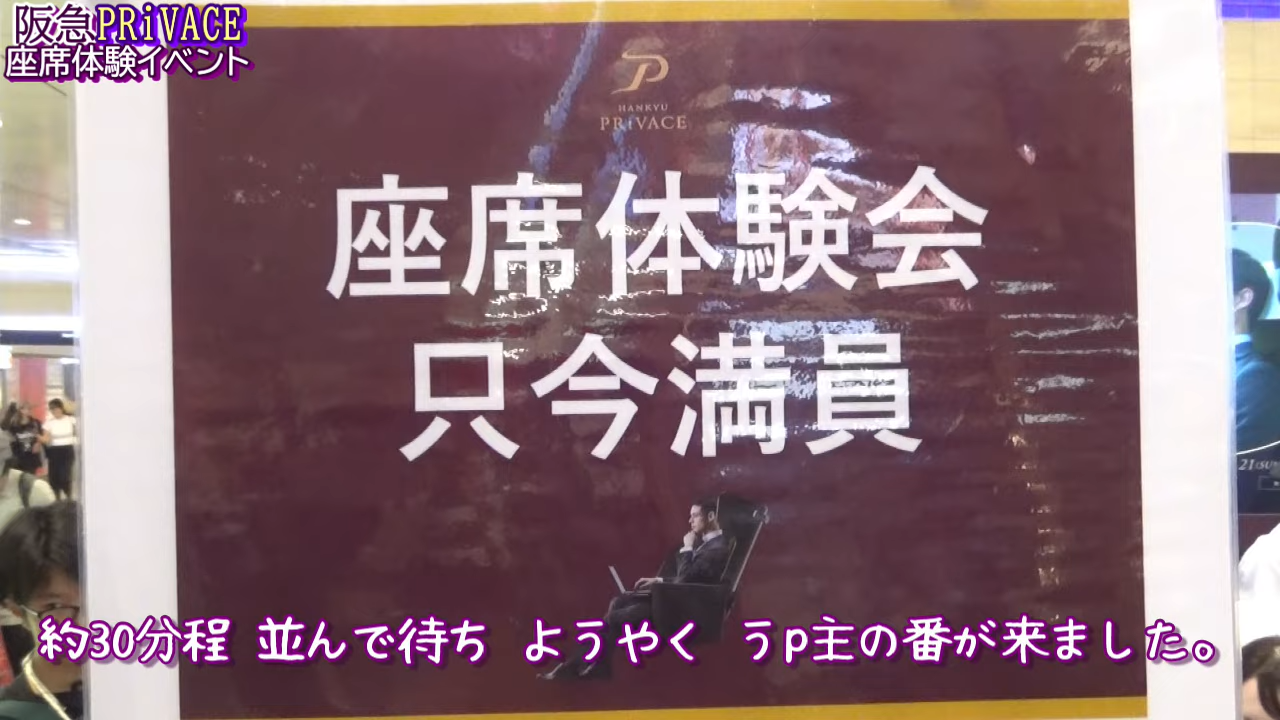 阪急PRiVACE
座席体験イベント
HANKYU
PRiVACE
座席体験会
只今満員
21(SU
約30分程 並んで待ち ようやく うp主の番が来ました。